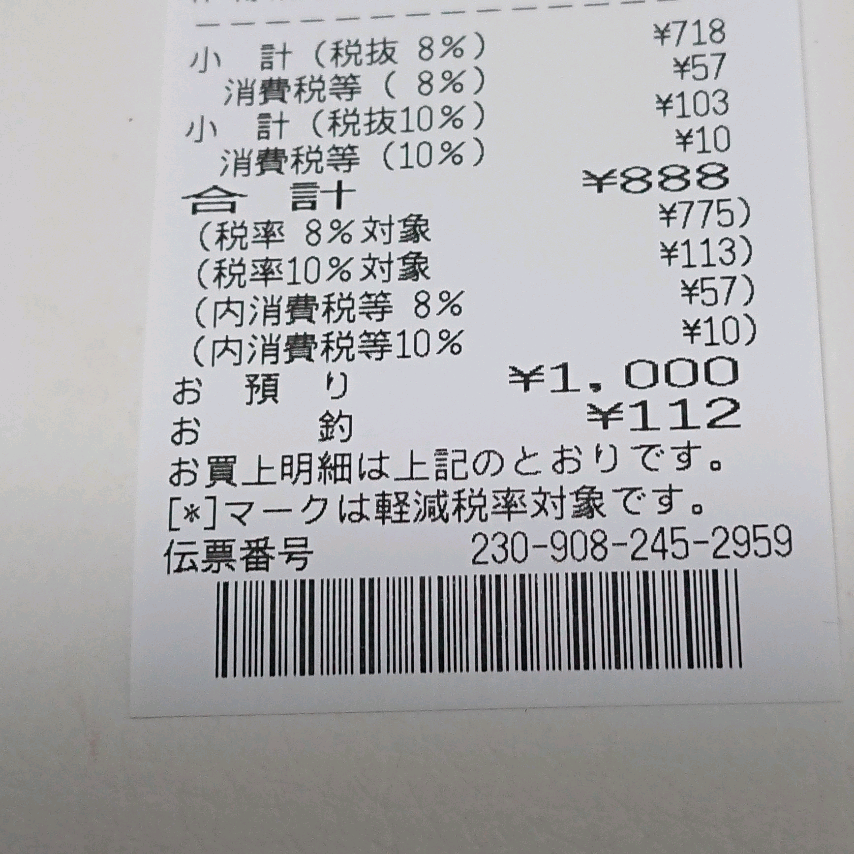 小 計(税抜 8%) ¥718
消費税等( 8%) ¥57
小 計(税抜10%) ¥103
消費税等(10%) ¥10
合 計 ¥888
(税率 8%対象 ¥775)
(税率10%対象 ¥113)
(内消費税等 8% ¥57)
(内消費税等10% ¥10)
お 預 り ¥1,000
お 釣 ¥112
お買上明細は上記のとおりです。
[*]マークは軽減税率対象です。
伝票番号 230-908-245-2959